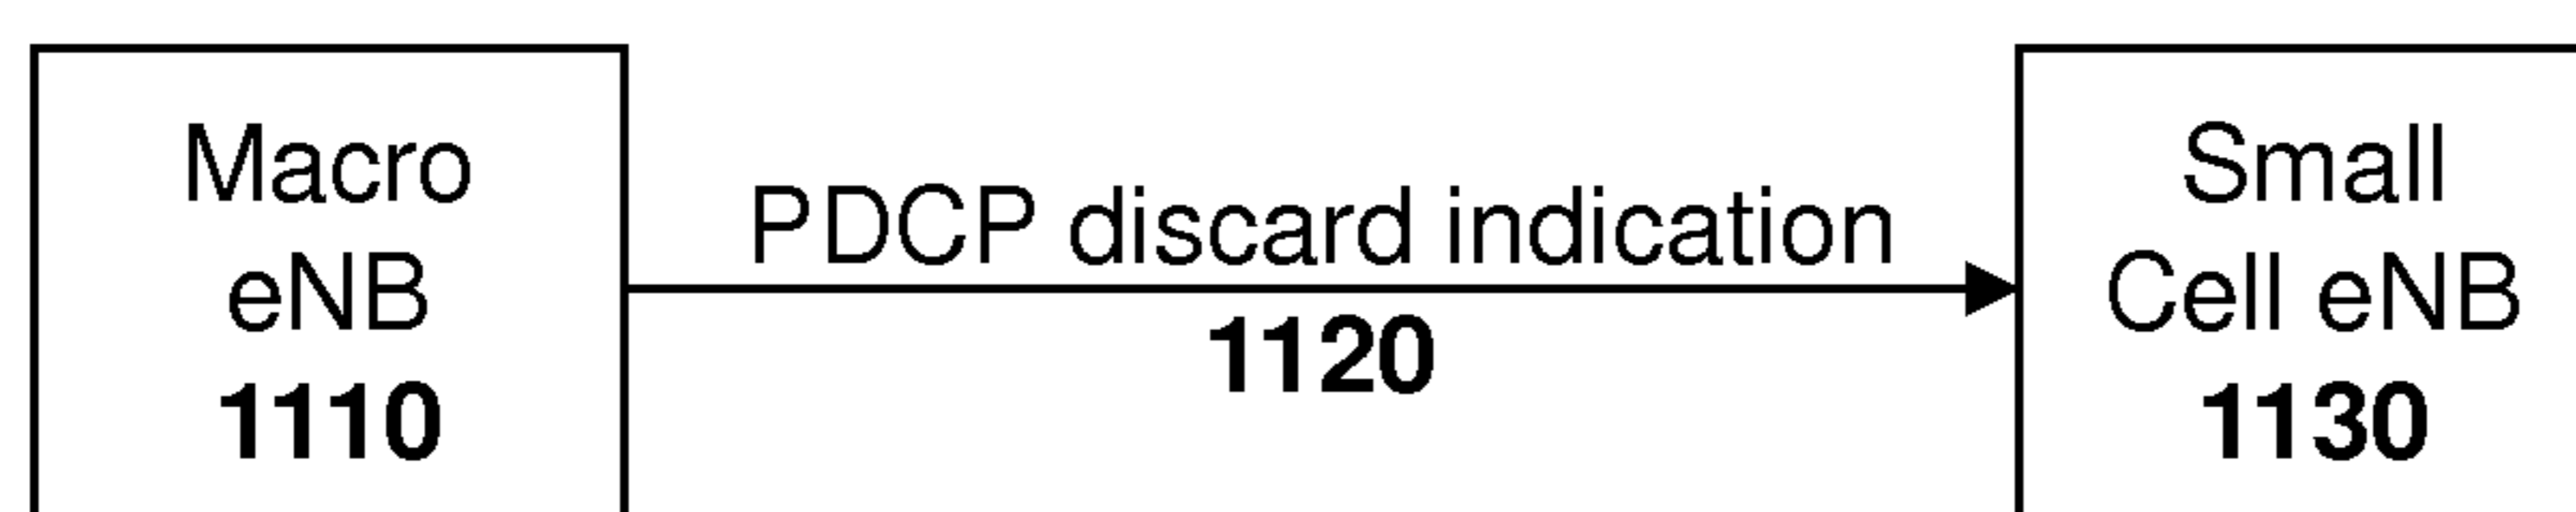 Macro
eNB
1110
PDCP discard indication
1120
Small
Cell eNB
1130